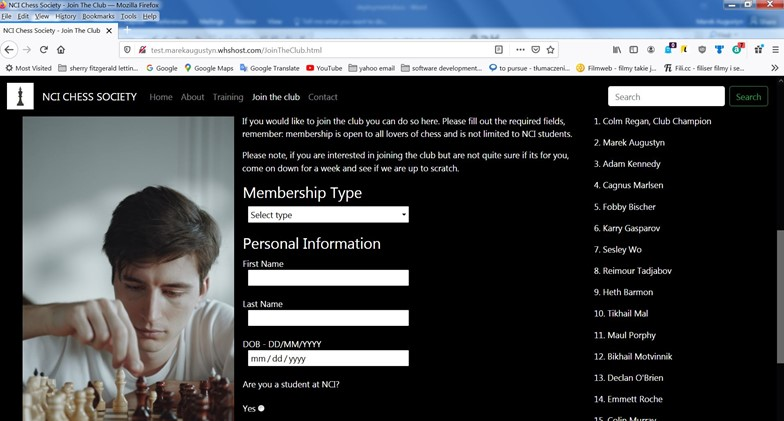 NCI Chess Society - Join The Club — Mozilla Firefox
File Edit View History Bookmarks Tools Help
NCI Chess Society - Join The Club
test.marekaugustyn.whshost.com/JoinTheClub.html
Most Visited sherry fitzgerald lettin... Google Google Maps Google Translate YouTube yahoo email software development... to pursue - tłumaczeni... Filmweb - filmy takie j... Fili.cc - filiser filmy i se...
NCI CHESS SOCIETY Home About Training Join the club Contact Search Search
If you would like to join the club you can do so here. Please fill out the required fields,
remember: membership is open to all lovers of chess and is not limited to NCI students.
Please note, if you are interested in joining the club but are not quite sure if its for you,
come on down for a week and see if we are up to scratch.
Membership Type
Select type
Personal Information
First Name
Last Name
DOB - DD/MM/YYYY
mm / dd / yyyy
Are you a student at NCI?
Yes
1. Colm Regan, Club Champion
2. Marek Augustyn
3. Adam Kennedy
4. Cagnus Marlsen
5. Fobby Bischer
6. Karry Gasparov
7. Sesley Wo
8. Reimour Tadjabov
9. Heth Barmon
10. Tikhail Mal
11. Maul Porphy
12. Bikhail Motvinnik
13. Declan O'Brien
14. Emmett Roche
15. Colin Murray